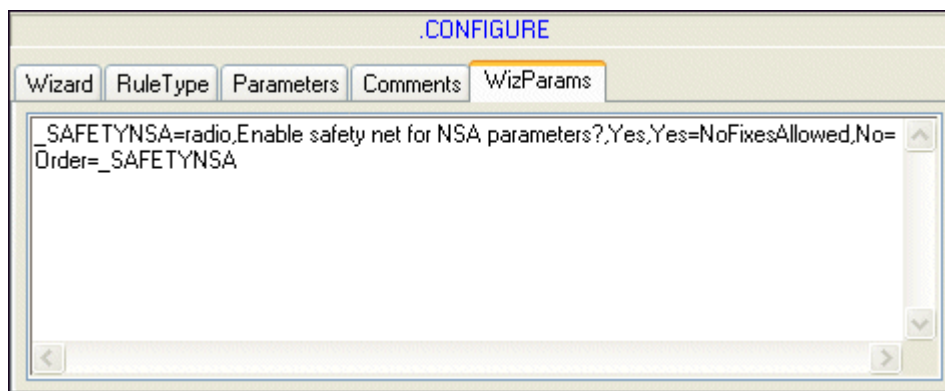 .CONFIGURE
Wizard RuleType Parameters Comments WizParams
_SAFETYNSA=radio,Enable safety net for NSA parameters?,Yes,Yes=NoFixesAllowed,No=
Order=_SAFETYNSA